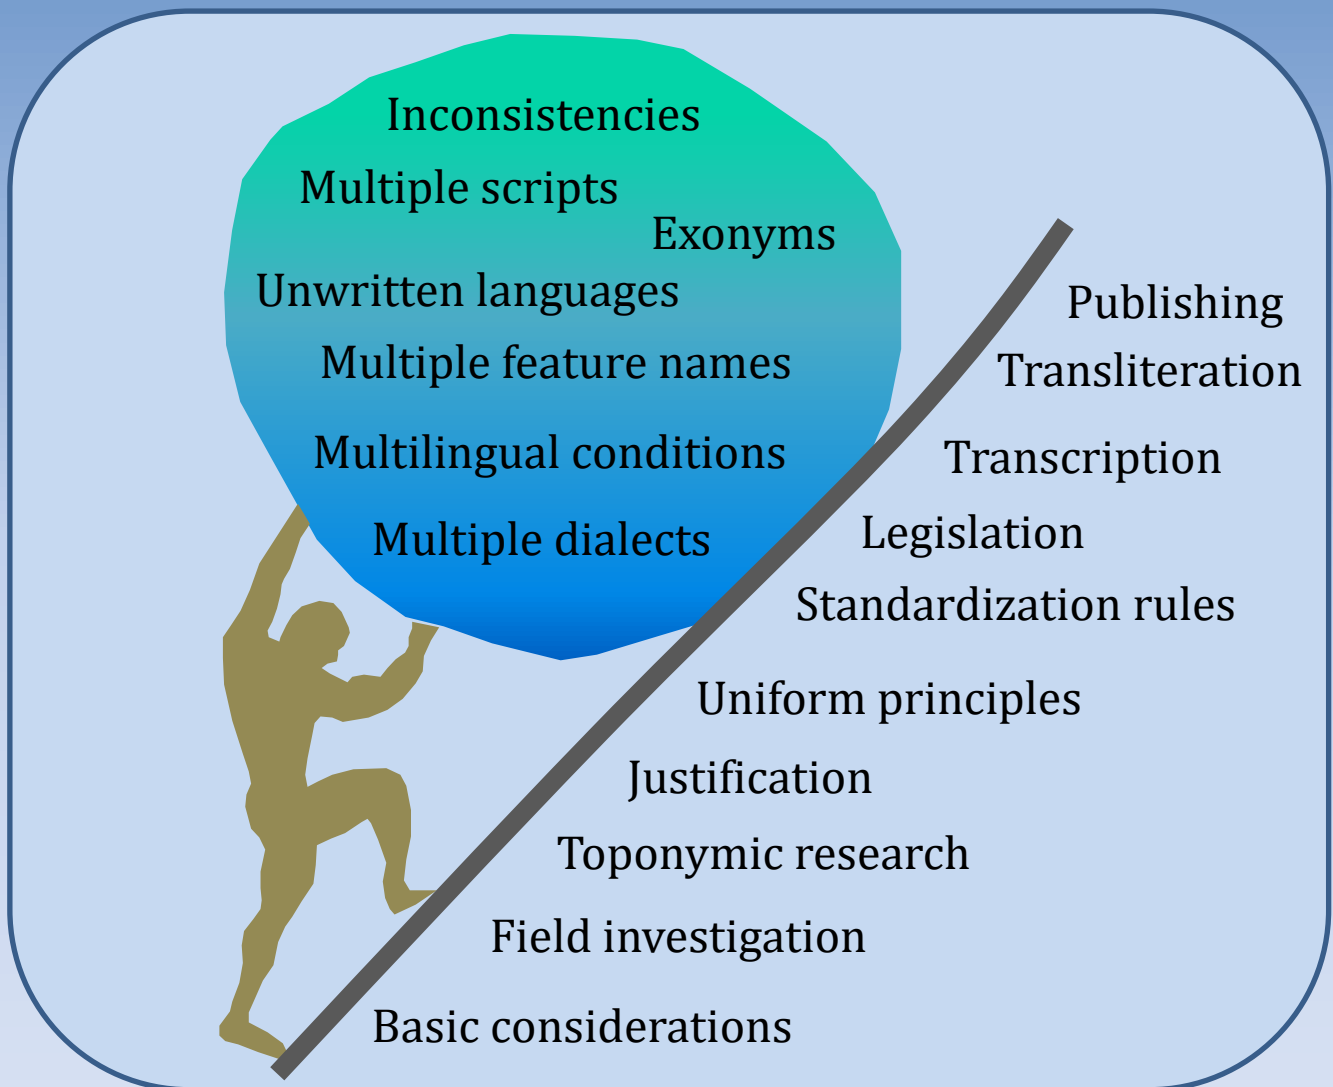 Inconsistencies
Multiple scripts
Exonyms
Unwritten languages
Multiple feature names
Multilingual conditions
Multiple dialects
Publishing
Transliteration
Transcription
Legislation
Standardization rules
Uniform principles
Justification
Toponymic research
Field investigation
Basic considerations